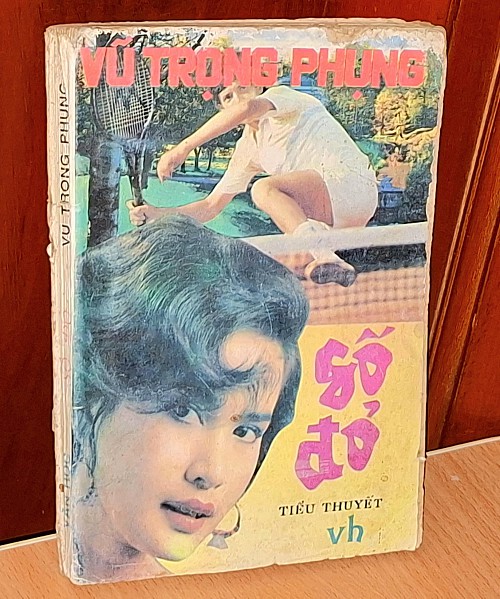 VŨ TRỌNG PHỤNG
SỐ
đỏ
TIỂU THUYẾT
vh
VŨ TRỌNG PHỤNG